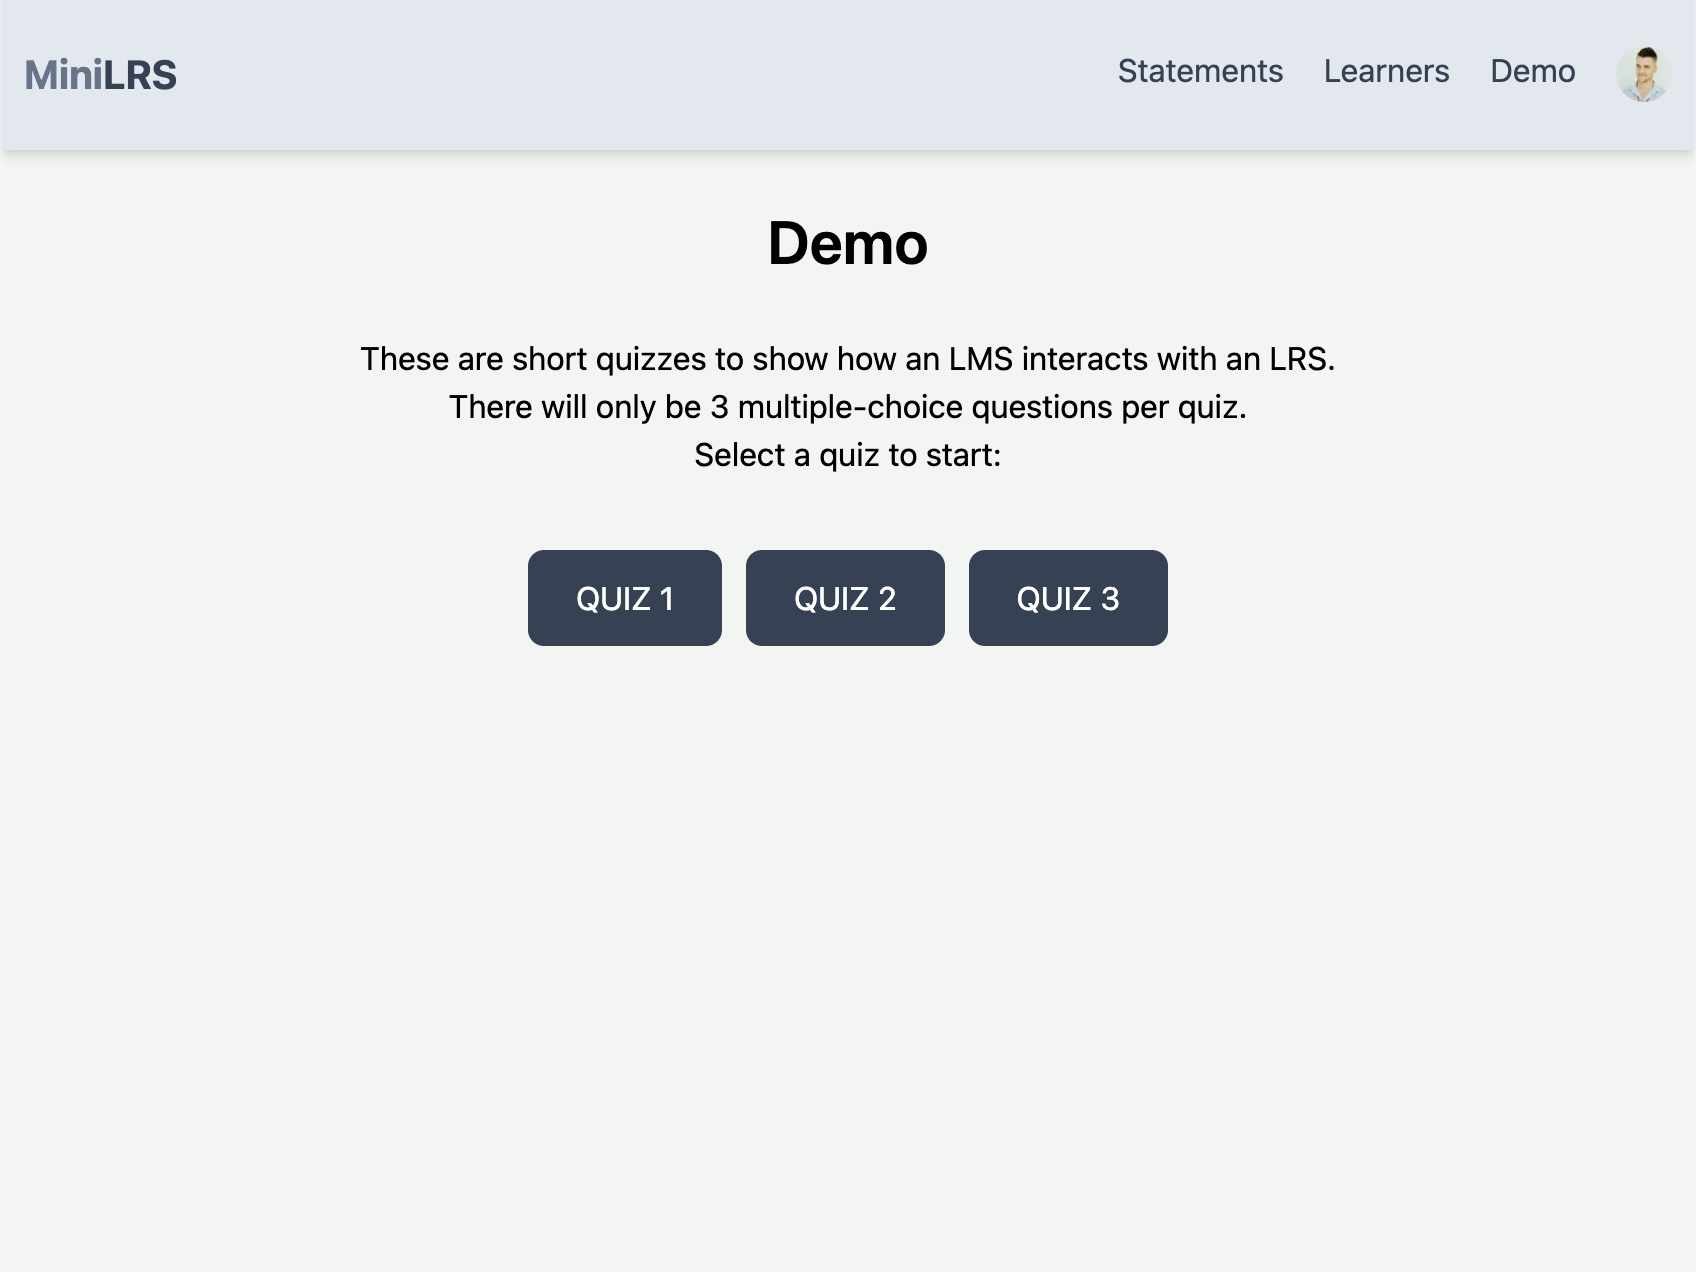 MiniLRS
Statements Learners Demo
Demo
These are short quizzes to show how an LMS interacts with an LRS.
There will only be 3 multiple-choice questions per quiz.
Select a quiz to start:
QUIZ 1 QUIZ 2 QUIZ 3